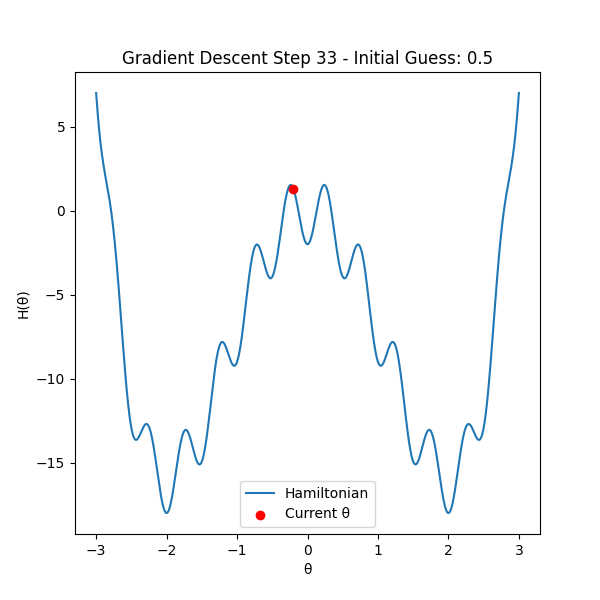 Gradient Descent Step 33 - Initial Guess: 0.5
H(θ)
5
0
−5
−10
−15
Hamiltonian
Current θ
−3 −2 −1 0 1 2 3
θ